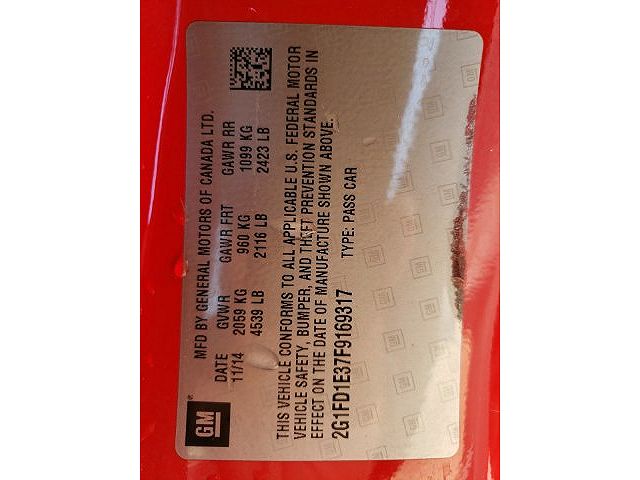 GM
MFD BY GENERAL MOTORS OF CANADA LTD.
DATE GVWR GAWR FRT GAWR RR
11/14 2059 KG 960 KG 1099 KG
4539 LB 2116 LB 2423 LB
THIS VEHICLE CONFORMS TO ALL APPLICABLE U.S. FEDERAL MOTOR
VEHICLE SAFETY, BUMPER, AND THEFT PREVENTION STANDARDS IN
EFFECT ON THE DATE OF MANUFACTURE SHOWN ABOVE.
2G1FD1E37F9169317 TYPE: PASS CAR